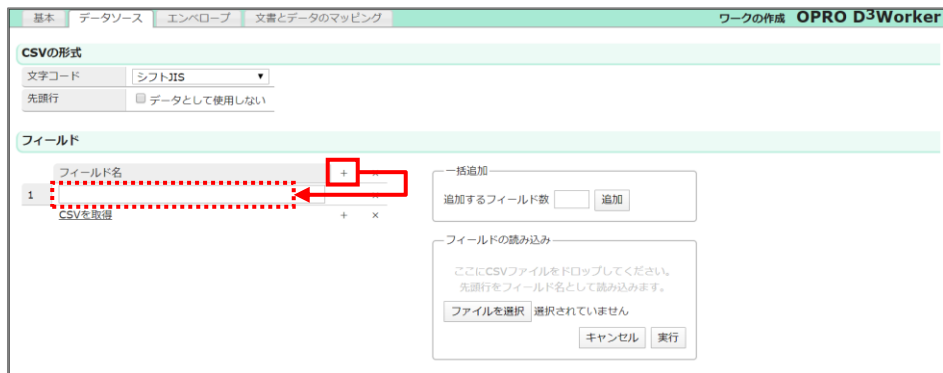 基本 データソース エンベロープ 文書とデータのマッピング ワークの作成 OPRO D3Worker
CSVの形式
文字コード シフトJIS ▼
先頭行 データとして使用しない
フィールド
フィールド名 + ×
1 ×
CSVを取得 + ×
一括追加
追加するフィールド数 追加
フィールドの読み込み
ここにCSVファイルをドロップしてください。
先頭行をフィールド名として読み込みます。
ファイルを選択 選択されていません
キャンセル 実行